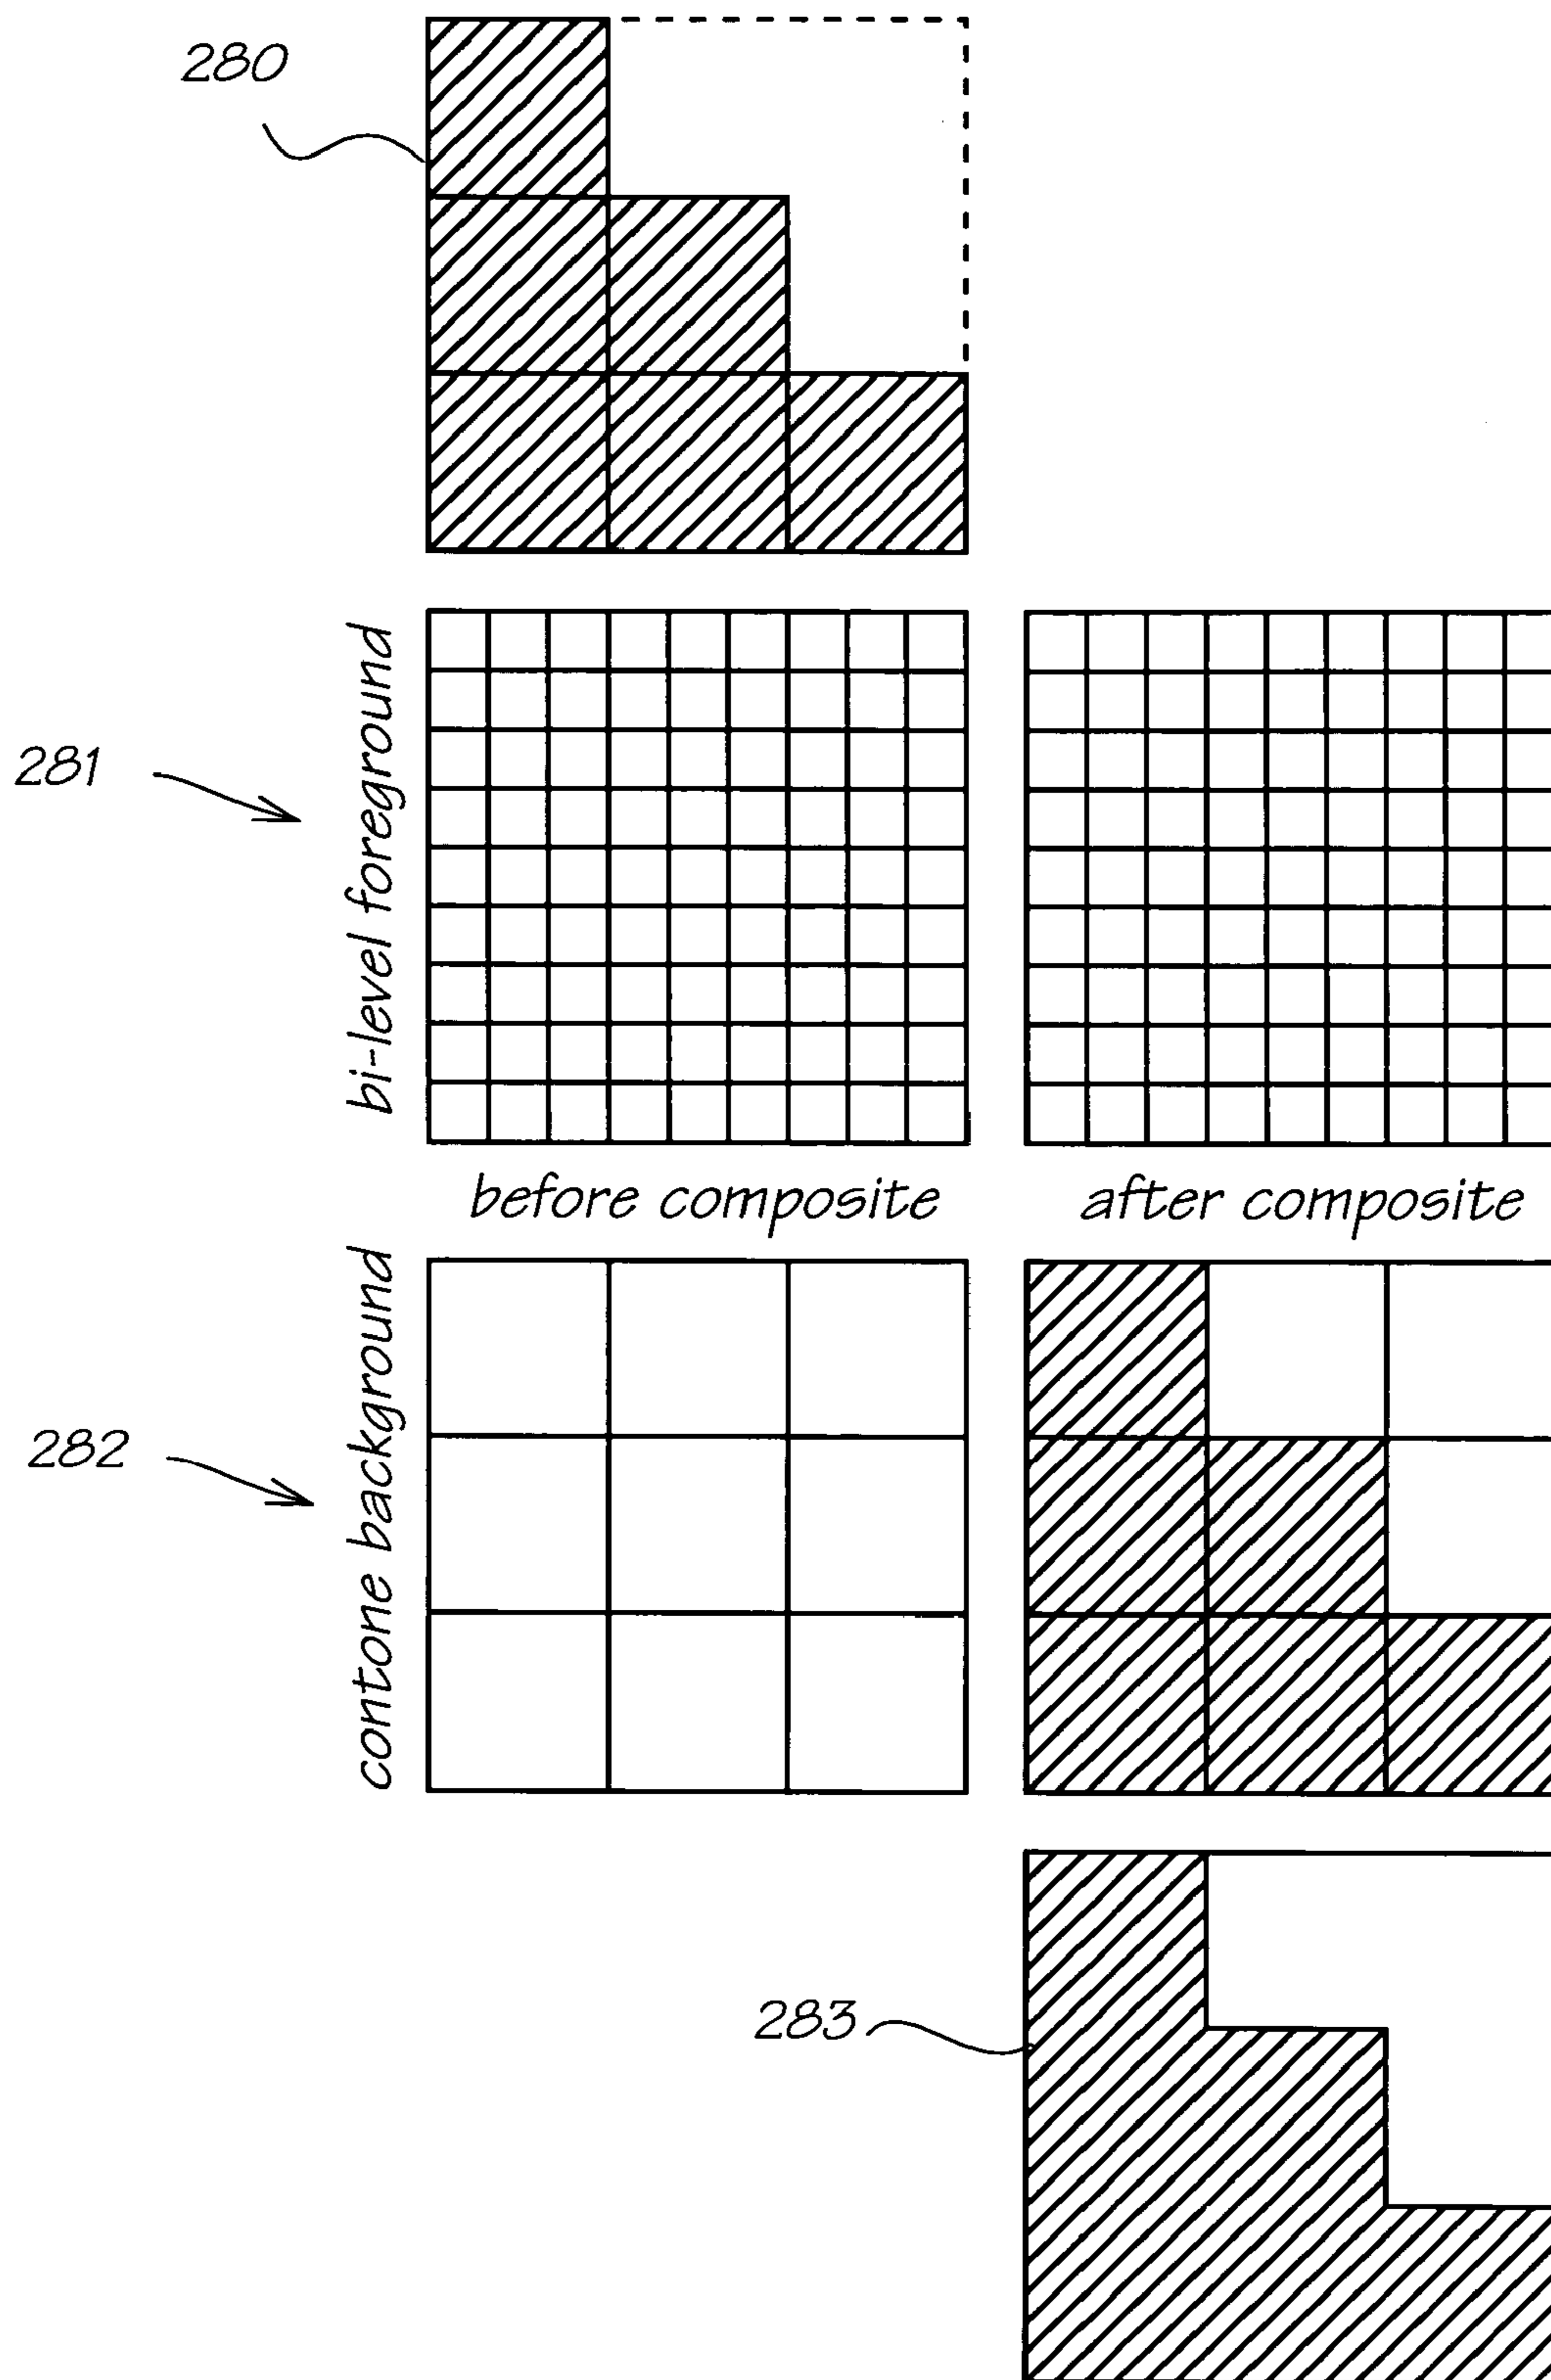 280
bi-level foreground
281
before composite
after composite
contone background
282
283